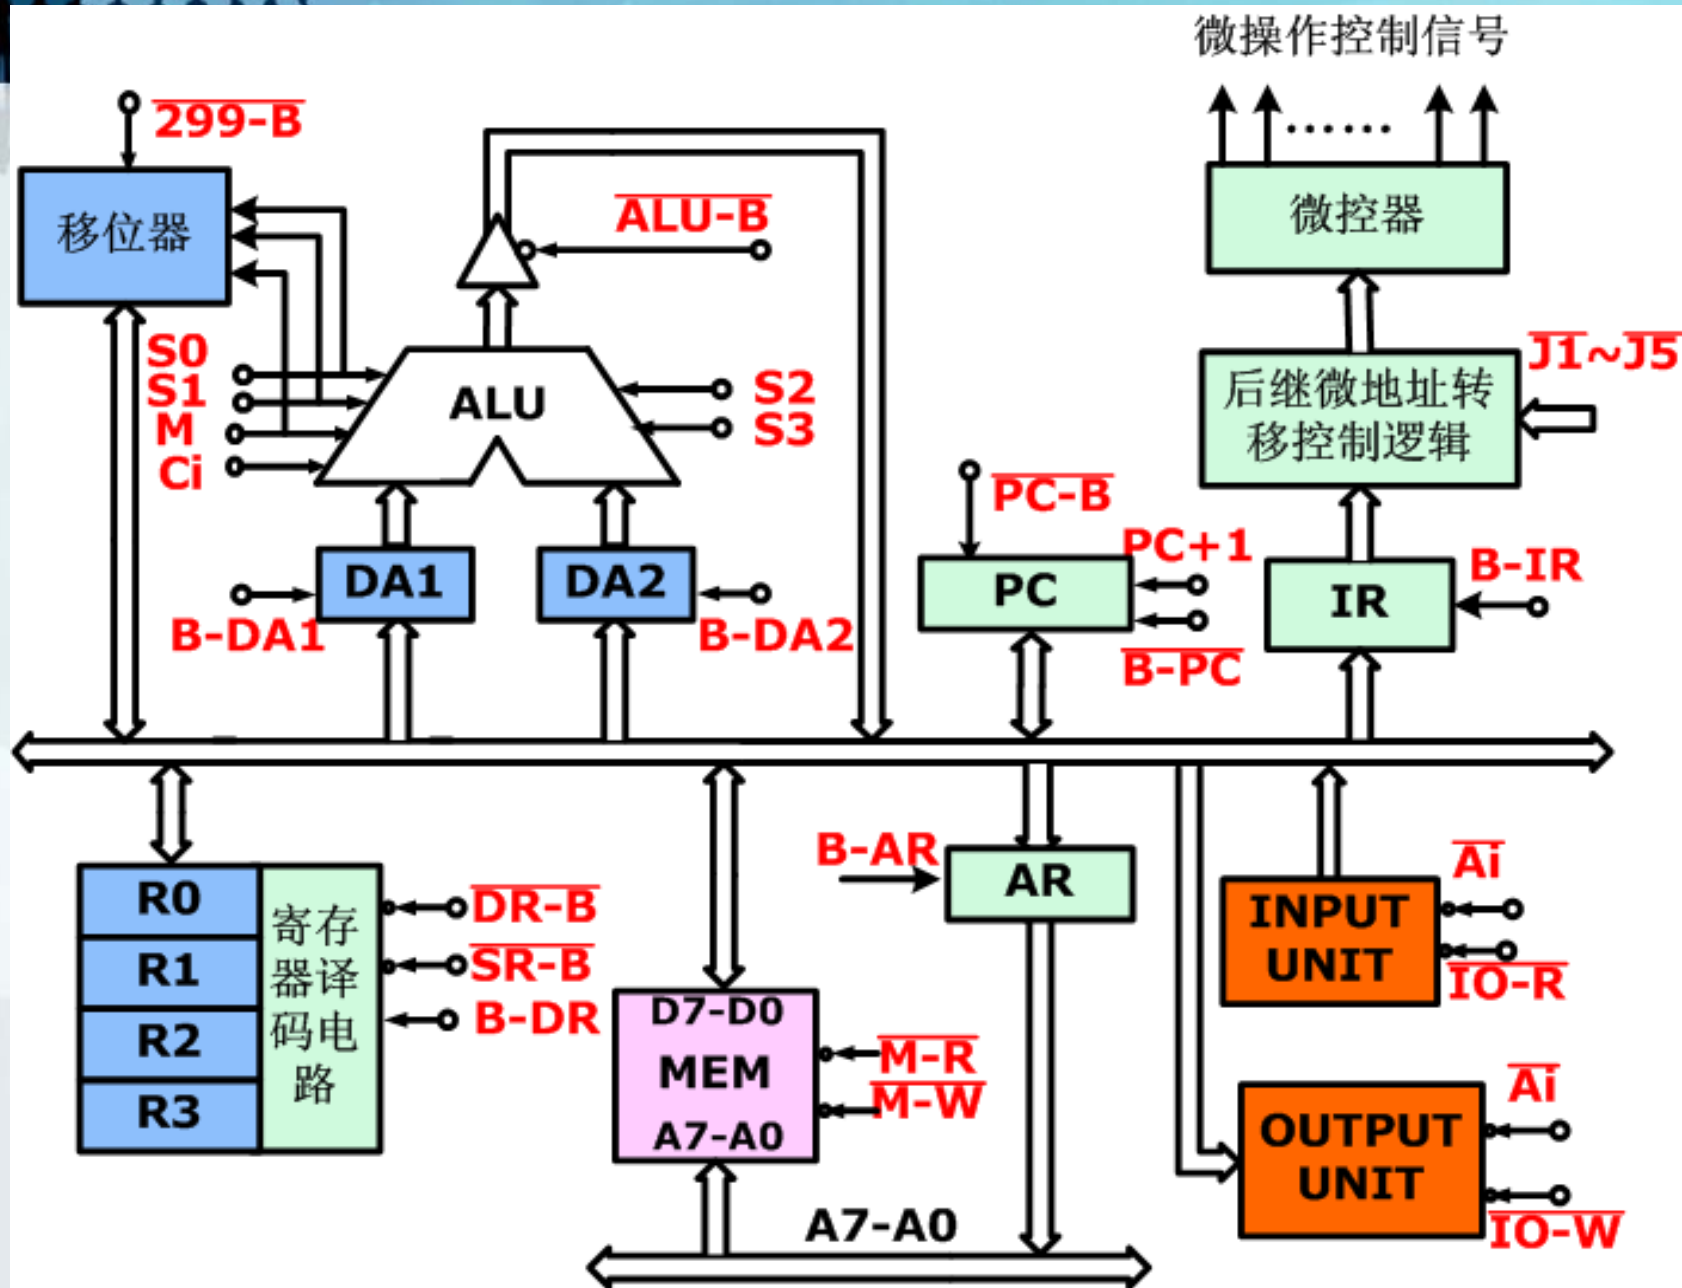 微操作控制信号
299-B
移位器
ALU-B
……
微控器
S0
S1
M
Ci
ALU
S2
S3
J1~J5
后继微地址转
移控制逻辑
PC-B
PC+1
PC
B-PC
B-IR
IR
DA1
DA2
B-DA1
B-DA2
R0
R1
R2
R3
寄存
器译
码电
路
DR-B
SR-B
B-DR
D7-D0
MEM
A7-A0
M-R
M-W
B-AR
AR
A7-A0
INPUT
UNIT
Ai
IO-R
OUTPUT
UNIT
Ai
IO-W